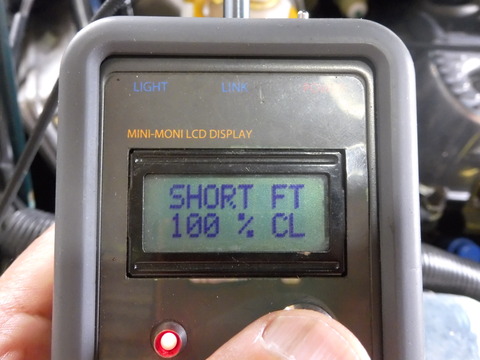 LIGHT LINK
MINI-MONI LCD DISPLAY
SHORT FT
100 % CL